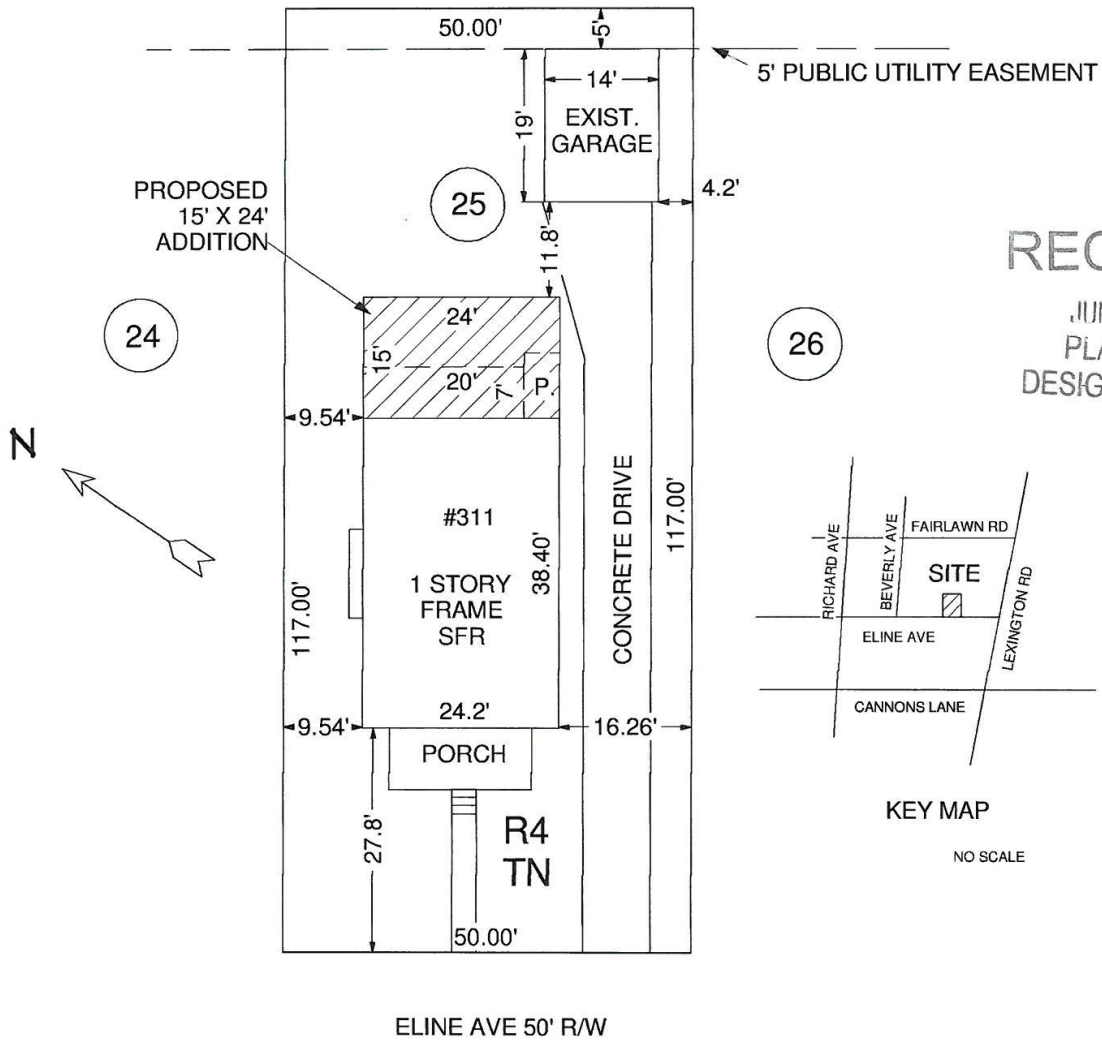 50.00'
5'
5' PUBLIC UTILITY EASEMENT
14'
19'
EXIST.
GARAGE
4.2'
PROPOSED
15' X 24'
ADDITION
25
11.8'
24
24'
15'
20'
7'
P.
26
9.54'
N
#311
1 STORY
FRAME
SFR
38.40'
CONCRETE DRIVE
117.00'
117.00'
24.2'
9.54'
16.26'
PORCH
27.8'
R4
TN
50.00'
ELINE AVE 50' R/W
RICHARD AVE
BEVERLY AVE
FAIRLAWN RD
SITE
LEXINGTON RD
ELINE AVE
CANNONS LANE
KEY MAP
NO SCALE